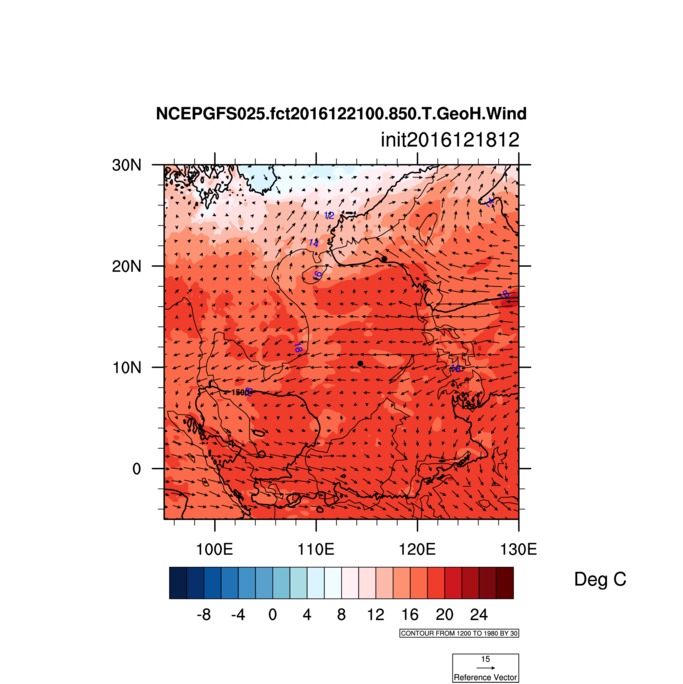 NCEPGFS025.fct2016122100.850.T.GeoH.Wind
init2016121812
30N
12
14
16
20N
18
10N
0
100E 110E 120E 130E
Deg C
-8 -4 0 4 8 12 16 20 24
CONTOUR FROM 1200 TO 1980 BY 30
15
Reference Vector